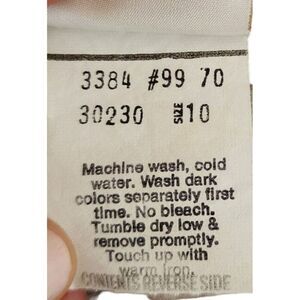 3384 #99 70
30230 SIZE 10
Machine wash, cold
water. Wash dark
colors separately first
time. No bleach.
Tumble dry low &
remove promptly.
Touch up with
warm iron.
CONTENTS REVERSE SIDE